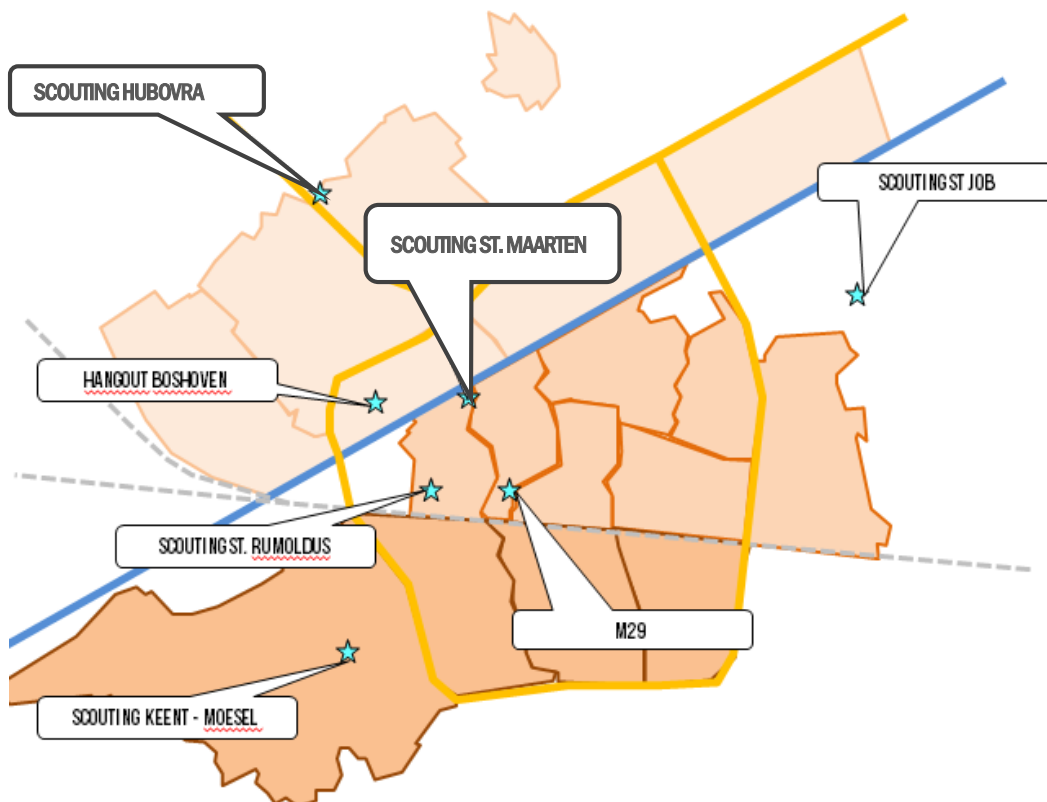 SCOUTING HUBOVRA
SCOUTING ST JOB
SCOUTING ST. MAARTEN
HANGOUT BOSHOVEN
SCOUTING ST. RUMOLDUS
M29
SCOUTING KEENT - MOESEL